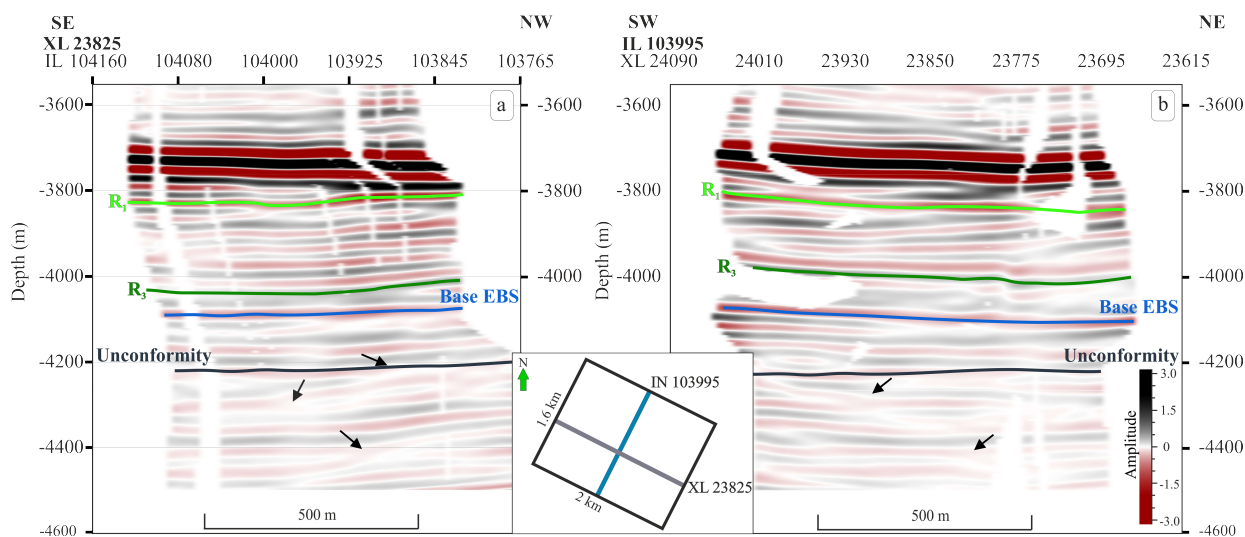 SE NW
XL 23825
IL 104160 104080 104000 103925 103845 103765
SW NE
IL 103995
XL 24090 24010 23930 23850 23775 23695 23615
a
b
Depth (m)
-3600
-3800
-4000
-4200
-4400
-4600
-3600
-3800
-4000
-4200
-4400
-4600
Depth (m)
-3600
-3800
-4000
-4200
-4400
-4600
R1
R3
Base EBS
Unconformity
500 m
R1
R3
Base EBS
Unconformity
500 m
N
IN 103995
1.6 km
XL 23825
2 km
Amplitude
3.0
1.5
0
-1.5
-3.0